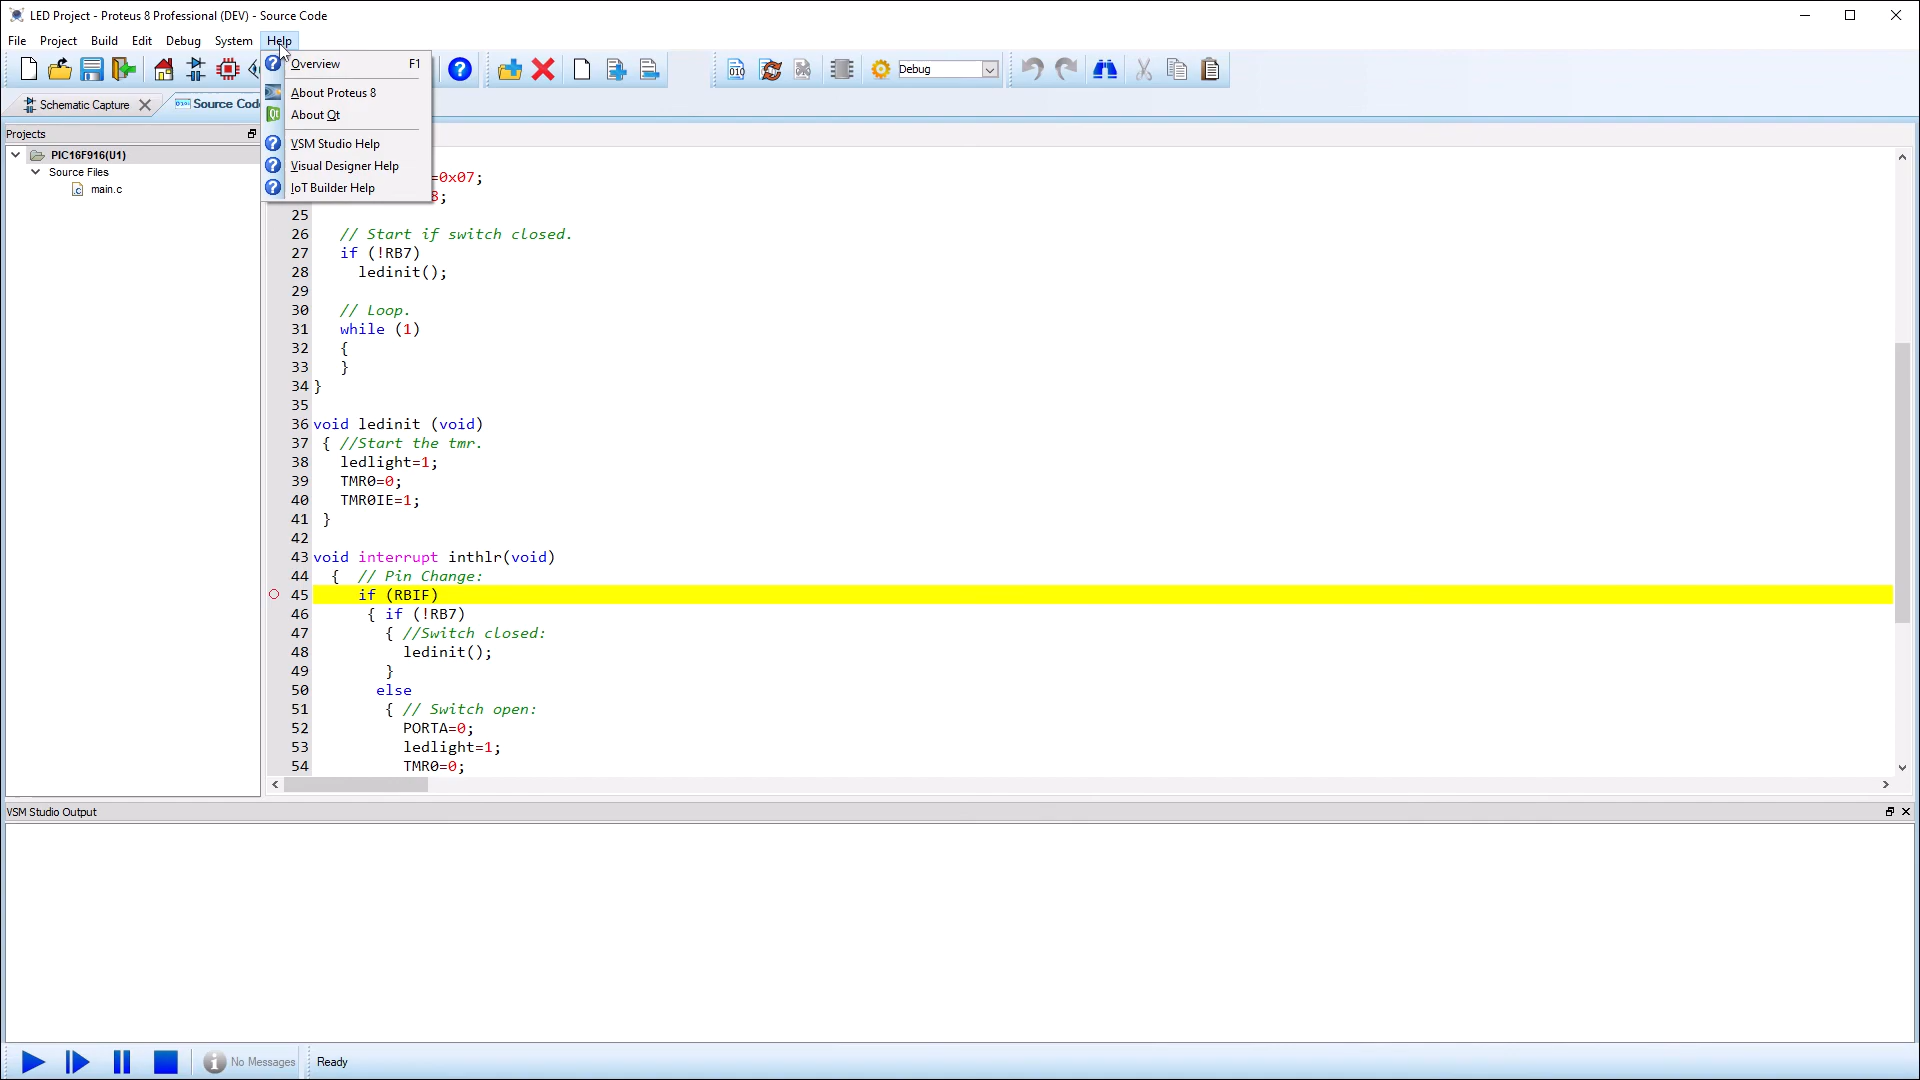 LED Project - Proteus 8 Professional (DEV) - Source Code
File Project Build Edit Debug System Help
Overview F1
About Proteus 8
About Qt
VSM Studio Help
Visual Designer Help
IoT Builder Help
Debug
Schematic Capture
Source Code
Projects
PIC16F916(U1)
Source Files
main.c
=0x07;
8;
25
26 // Start if switch closed.
27 if (!RB7)
28 ledinit();
29
30 // Loop.
31 while (1)
32 {
33 }
34 }
35
36 void ledinit (void)
37 { //Start the tmr.
38 ledlight=1;
39 TMR0=0;
40 TMR0IE=1;
41 }
42
43 void interrupt inthlr(void)
44 { // Pin Change:
45 if (RBIF)
46 { if (!RB7)
47 { //Switch closed:
48 ledinit();
49 }
50 else
51 { // Switch open:
52 PORTA=0;
53 ledlight=1;
54 TMR0=0;
VSM Studio Output
No Messages
Ready